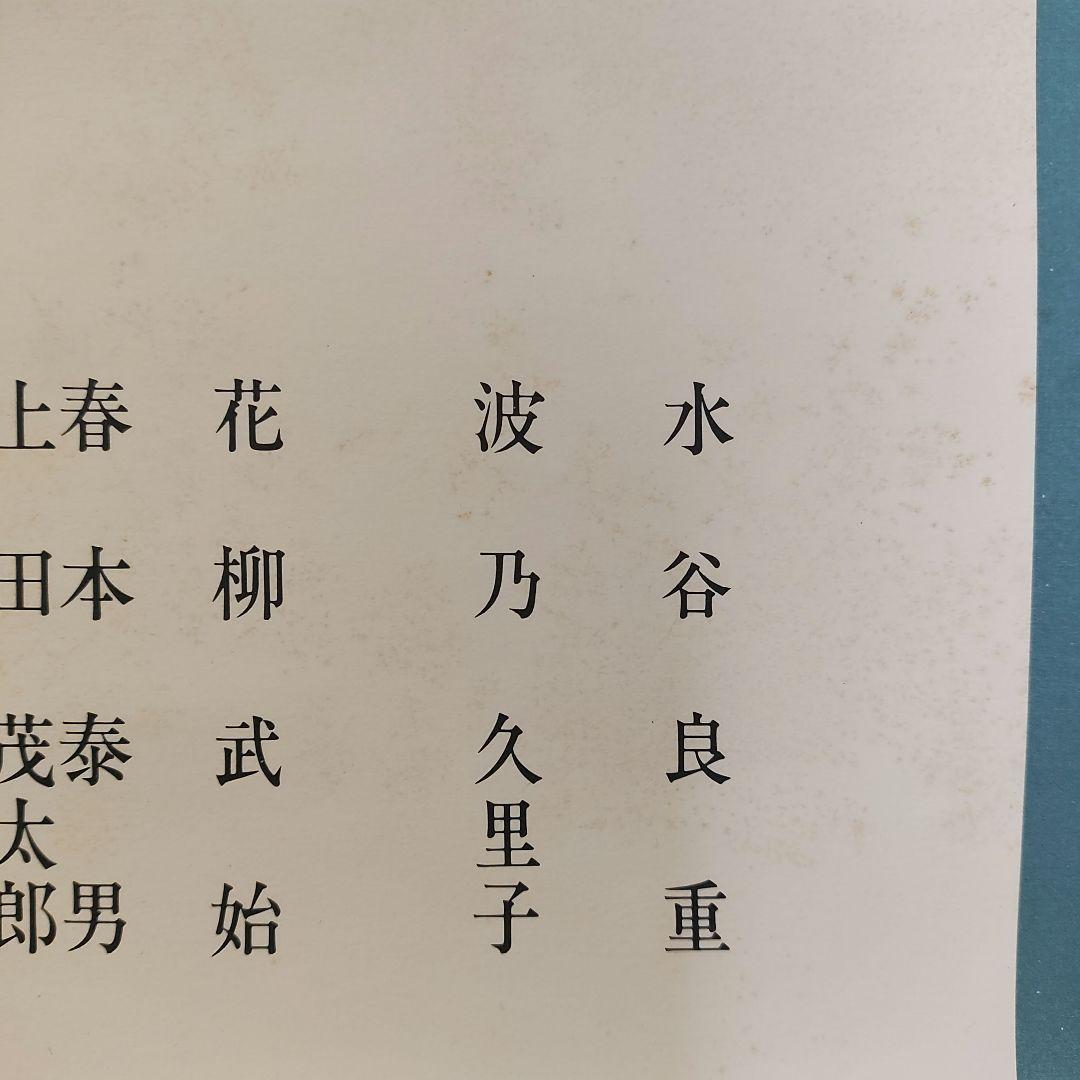 水谷良重
波乃久里子
花柳武始
春本泰男
上田茂太郎